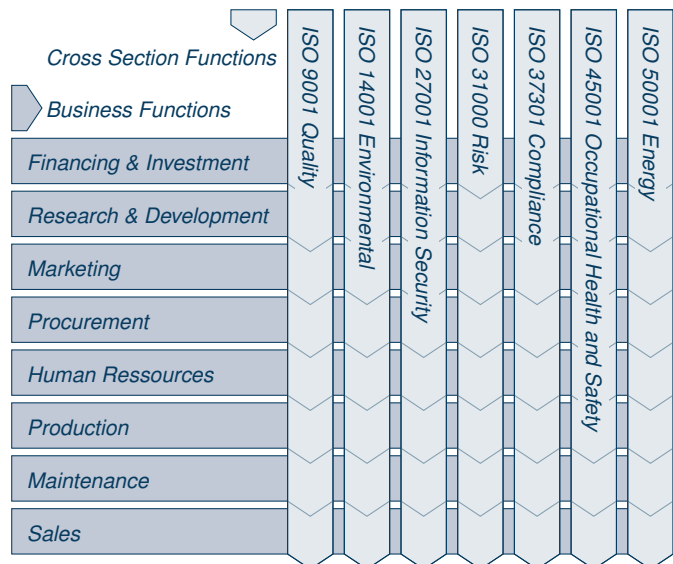 Cross Section Functions
Business Functions
ISO 9001 Quality
ISO 14001 Environmental
ISO 27001 Information Security
ISO 31000 Risk
ISO 37301 Compliance
ISO 45001 Occupational Health and Safety
ISO 50001 Energy
Financing & Investment
Research & Development
Marketing
Procurement
Human Ressources
Production
Maintenance
Sales